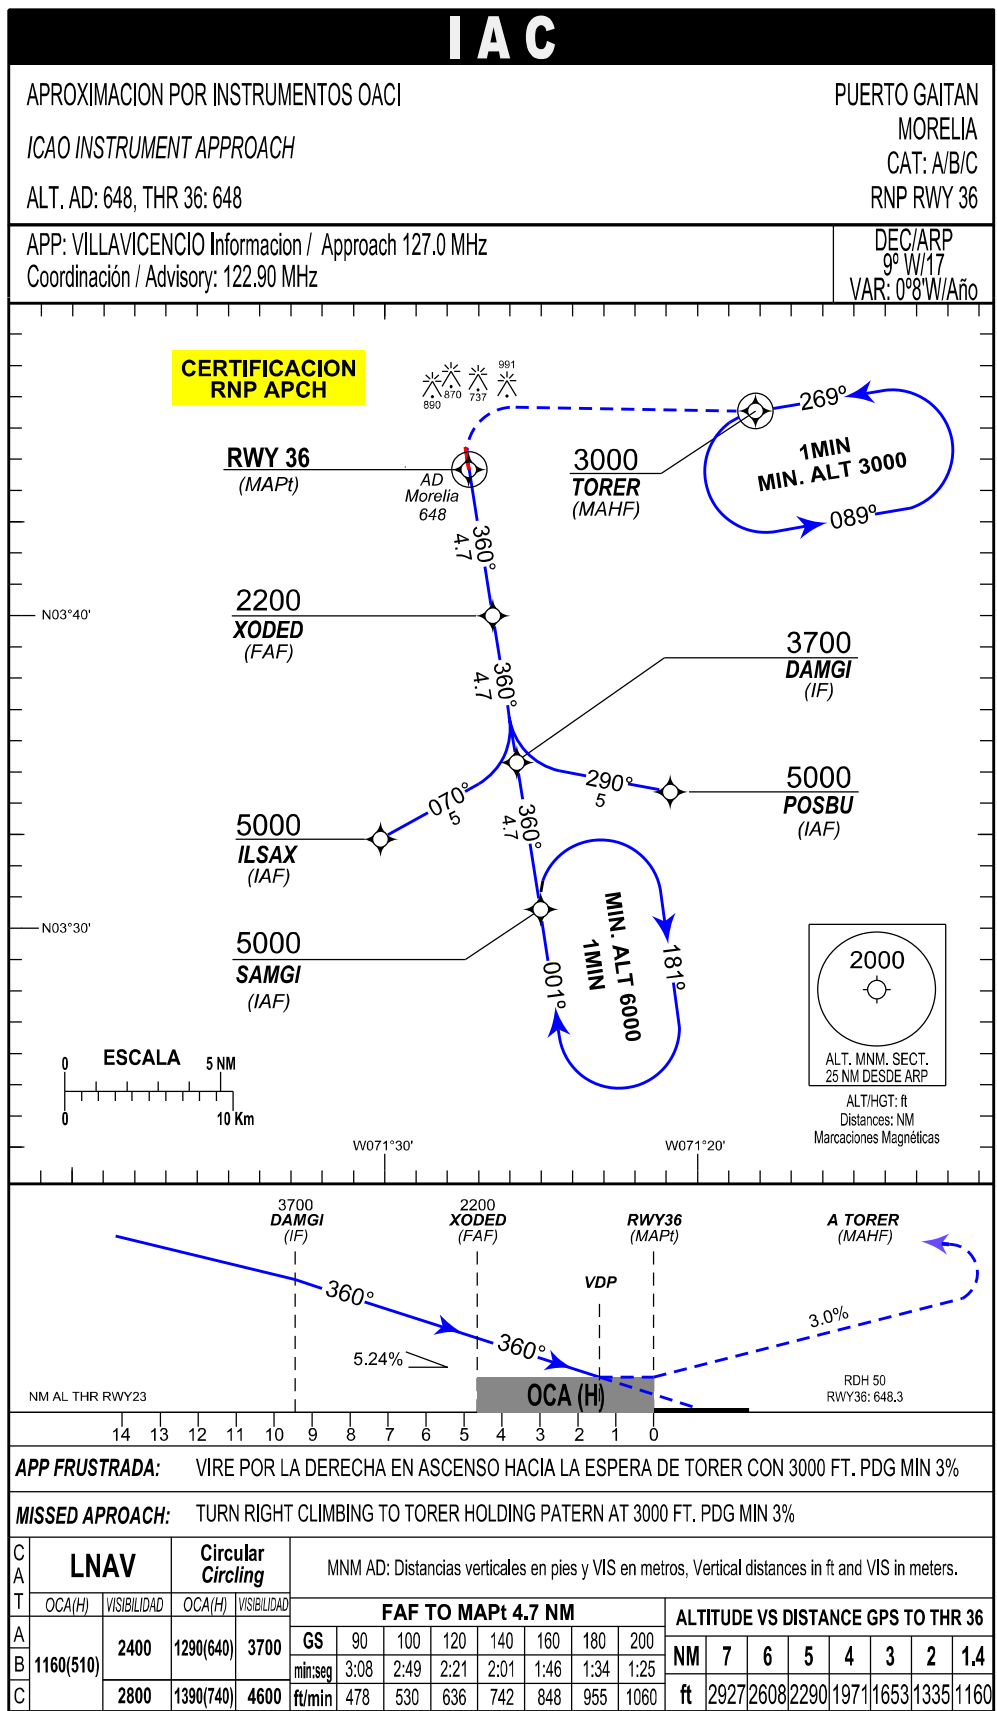 IAC
APROXIMACION POR INSTRUMENTOS OACI
ICAO INSTRUMENT APPROACH
ALT. AD: 648, THR 36: 648
PUERTO GAITAN
MORELIA
CAT: A/B/C
RNP RWY 36
APP: VILLAVICENCIO Informacion / Approach 127.0 MHz
Coordinación / Advisory: 122.90 MHz
DEC/ARP
9º W/17
VAR: 0º8'W/Año
CERTIFICACION
RNP APCH
890
870
737
991
269º
1MIN
MIN. ALT 3000
089º
RWY 36
(MAPt)
AD
Morelia
648
3000
TORER
(MAHF)
360°
4.7
N03°40'
2200
XODED
(FAF)
360°
4.7
3700
DAMGI
(IF)
290°
5
5000
POSBU
(IAF)
070°
5
360°
4.7
5000
ILSAX
(IAF)
N03°30'
5000
SAMGI
(IAF)
001º
MIN. ALT 6000
1MIN
181º
2000
ALT. MNM. SECT.
25 NM DESDE ARP
ALT/HGT: ft
Distances: NM
Marcaciones Magnéticas
0 ESCALA 5 NM
0 10 Km
W071°30'
W071°20'
3700
DAMGI
(IF)
2200
XODED
(FAF)
RWY36
(MAPt)
A TORER
(MAHF)
VDP
360°
360°
5.24%
3.0%
OCA (H)
NM AL THR RWY23
RDH 50
RWY36: 648.3
14 13 12 11 10 9 8 7 6 5 4 3 2 1 0
APP FRUSTRADA: VIRE POR LA DERECHA EN ASCENSO HACIA LA ESPERA DE TORER CON 3000 FT. PDG MIN 3%
MISSED APROACH: TURN RIGHT CLIMBING TO TORER HOLDING PATERN AT 3000 FT. PDG MIN 3%
CAT
LNAV
Circular
Circling
MNM AD: Distancias verticales en pies y VIS en metros, Vertical distances in ft and VIS in meters.
OCA(H) VISIBILIDAD OCA(H) VISIBILIDAD
A
B
C
1160(510)
2400 1290(640) 3700
2800 1390(740) 4600
FAF TO MAPt 4.7 NM
GS 90 100 120 140 160 180 200
min:seg 3:08 2:49 2:21 2:01 1:46 1:34 1:25
ft/min 478 530 636 742 848 955 1060
ALTITUDE VS DISTANCE GPS TO THR 36
NM 7 6 5 4 3 2 1.4
ft 2927 2608 2290 1971 1653 1335 1160